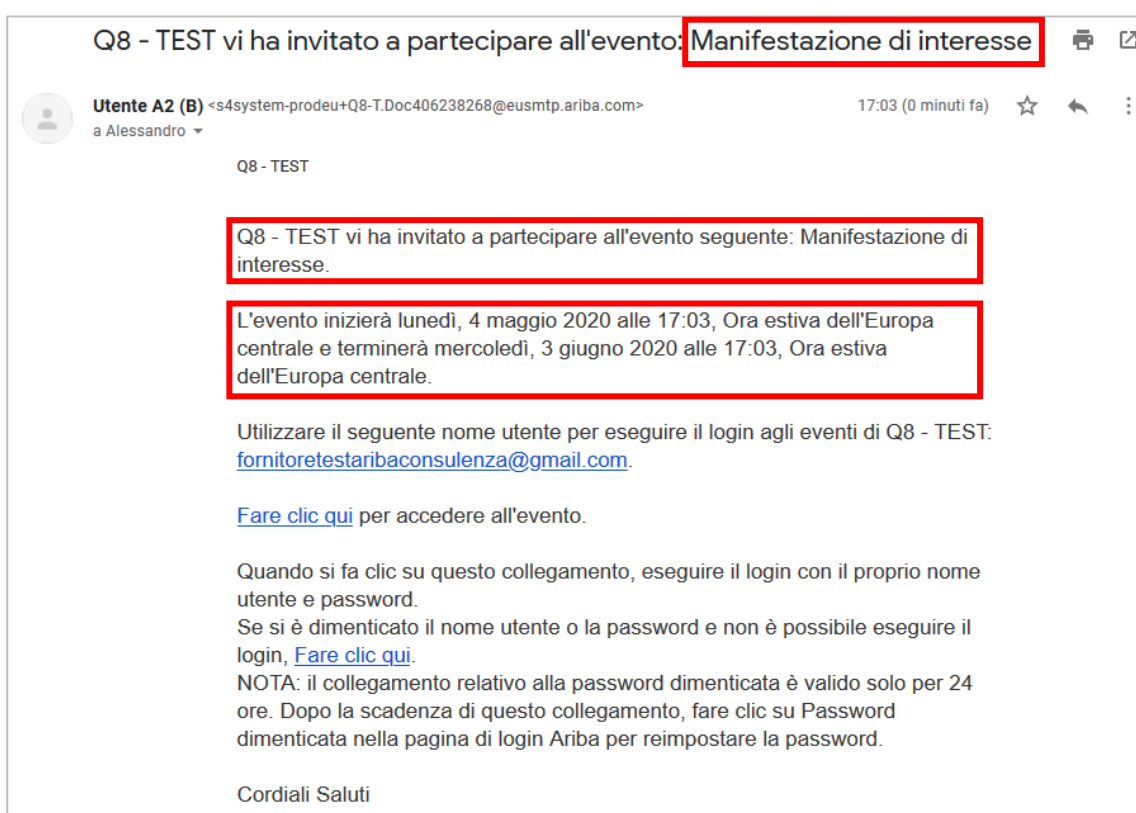 Q8 - TEST vi ha invitato a partecipare all'evento: Manifestazione di interesse
Utente A2 (B) <s4system-prodeu+Q8-T.Doc406238268@eusmtp.ariba.com>
17:03 (0 minuti fa)
a Alessandro
Q8 - TEST
Q8 - TEST vi ha invitato a partecipare all'evento seguente: Manifestazione di
interesse.
L'evento inizierà lunedì, 4 maggio 2020 alle 17:03, Ora estiva dell'Europa
centrale e terminerà mercoledì, 3 giugno 2020 alle 17:03, Ora estiva
dell'Europa centrale.
Utilizzare il seguente nome utente per eseguire il login agli eventi di Q8 - TEST:
fornitoretestaribaconsulenza@gmail.com.
Fare clic qui per accedere all'evento.
Quando si fa clic su questo collegamento, eseguire il login con il proprio nome
utente e password.
Se si è dimenticato il nome utente o la password e non è possibile eseguire il
login, Fare clic qui.
NOTA: il collegamento relativo alla password dimenticata è valido solo per 24
ore. Dopo la scadenza di questo collegamento, fare clic su Password
dimenticata nella pagina di login Ariba per reimpostare la password.
Cordiali Saluti